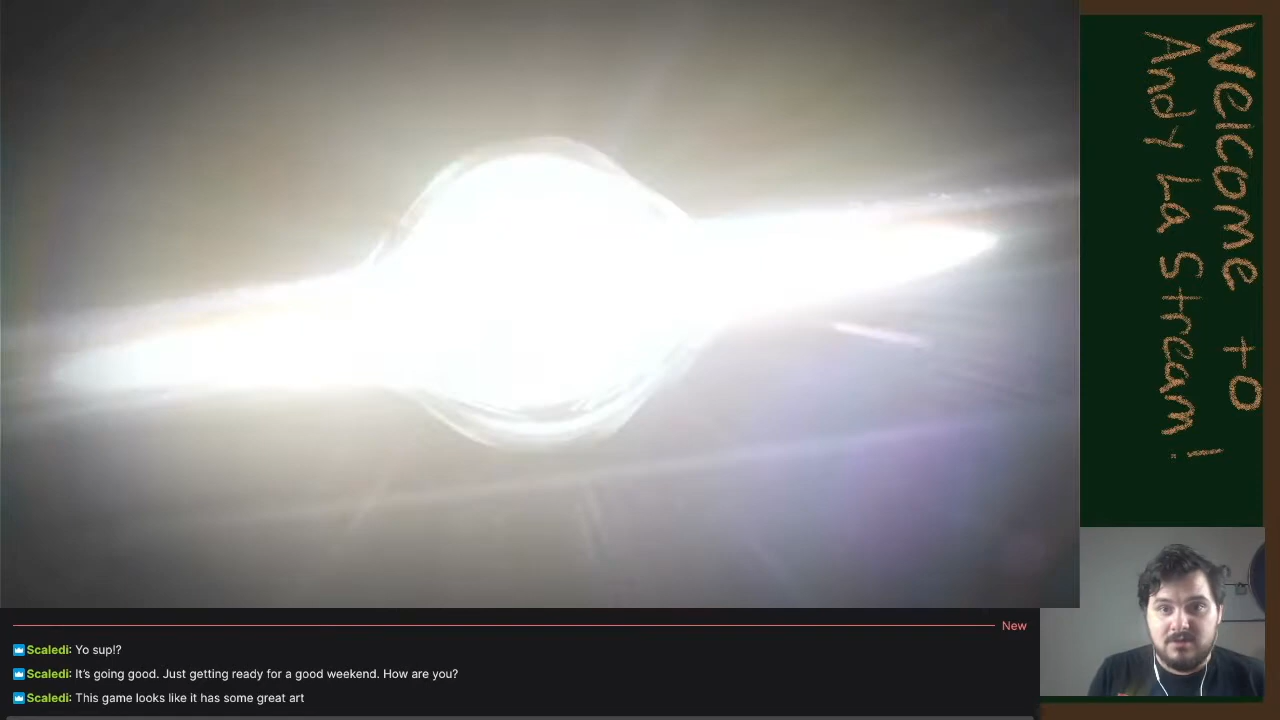 Welcome to
Andy La Stream!
New
Scaledi: Yo sup!?
Scaledi: It's going good. Just getting ready for a good weekend. How are you?
Scaledi: This game looks like it has some great art